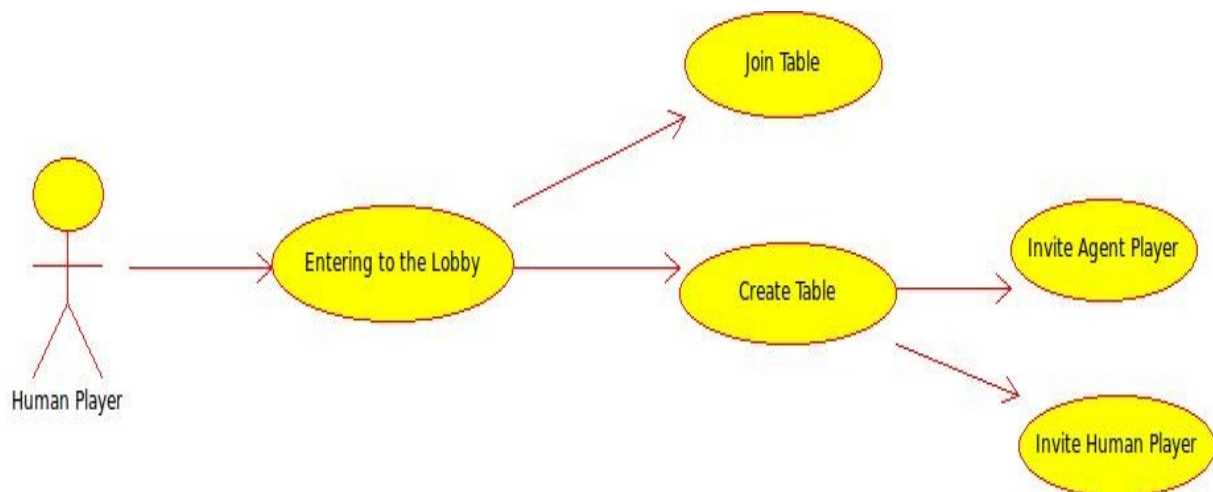 Join Table
Invite Agent Player
Entering to the Lobby
Create Table
Human Player
Invite Human Player